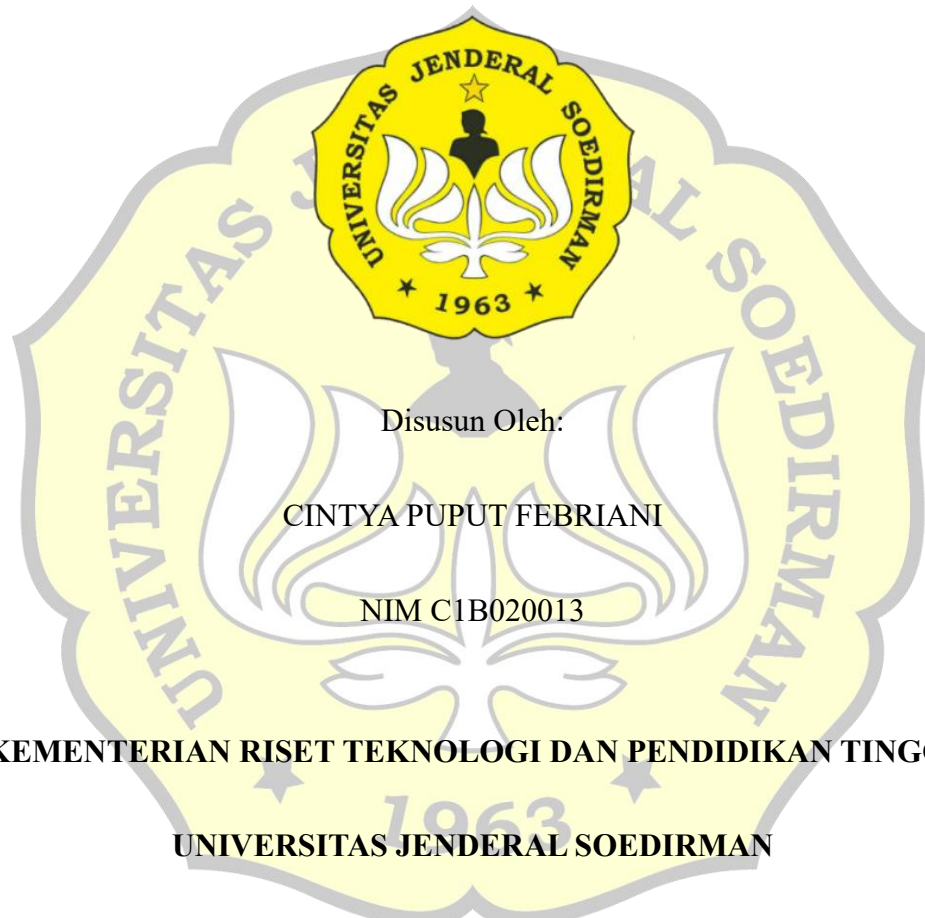 UNIVERSITAS JENDERAL SOEDIRMAN
1963
Disusun Oleh:
CINTYA PUPUT FEBRIANI
NIM C1B020013
KEMENTERIAN RISET TEKNOLOGI DAN PENDIDIKAN TINGG
UNIVERSITAS JENDERAL SOEDIRMAN
1963